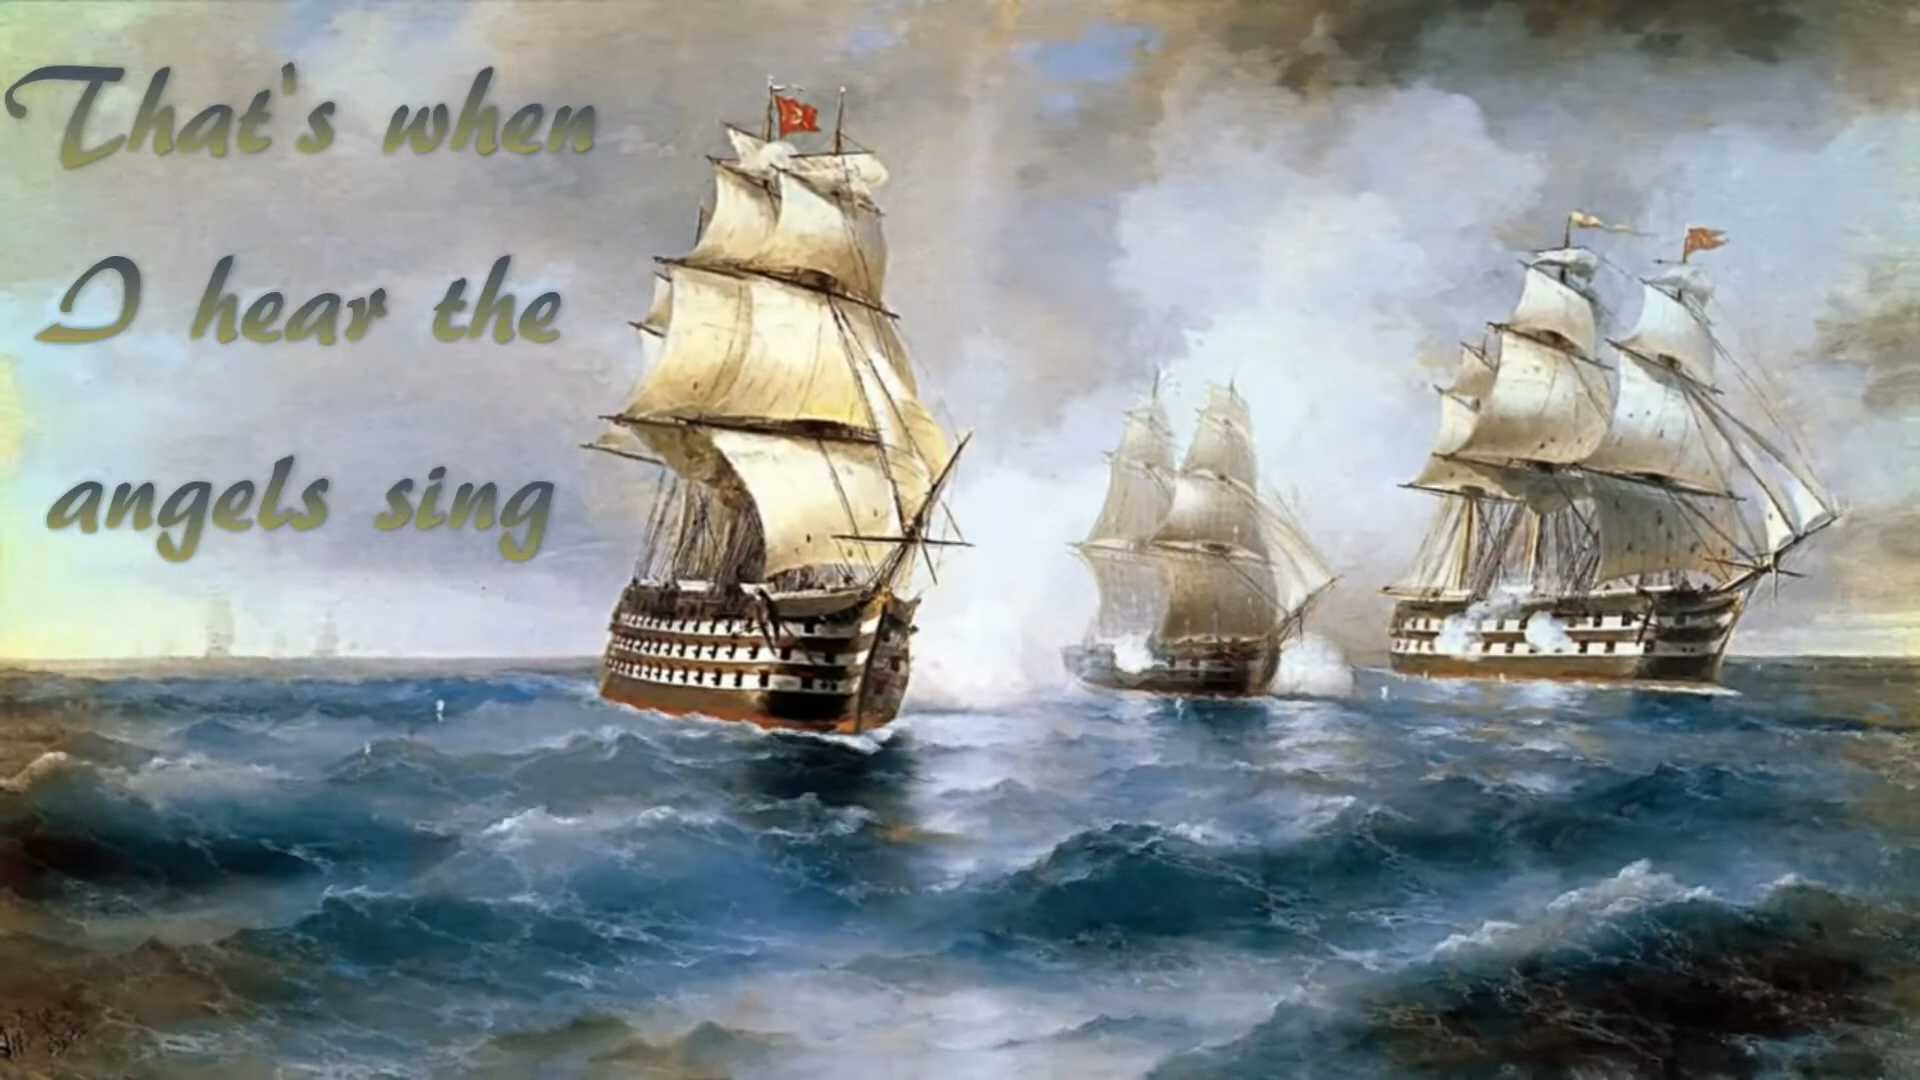 That's when
I hear the
angels sing